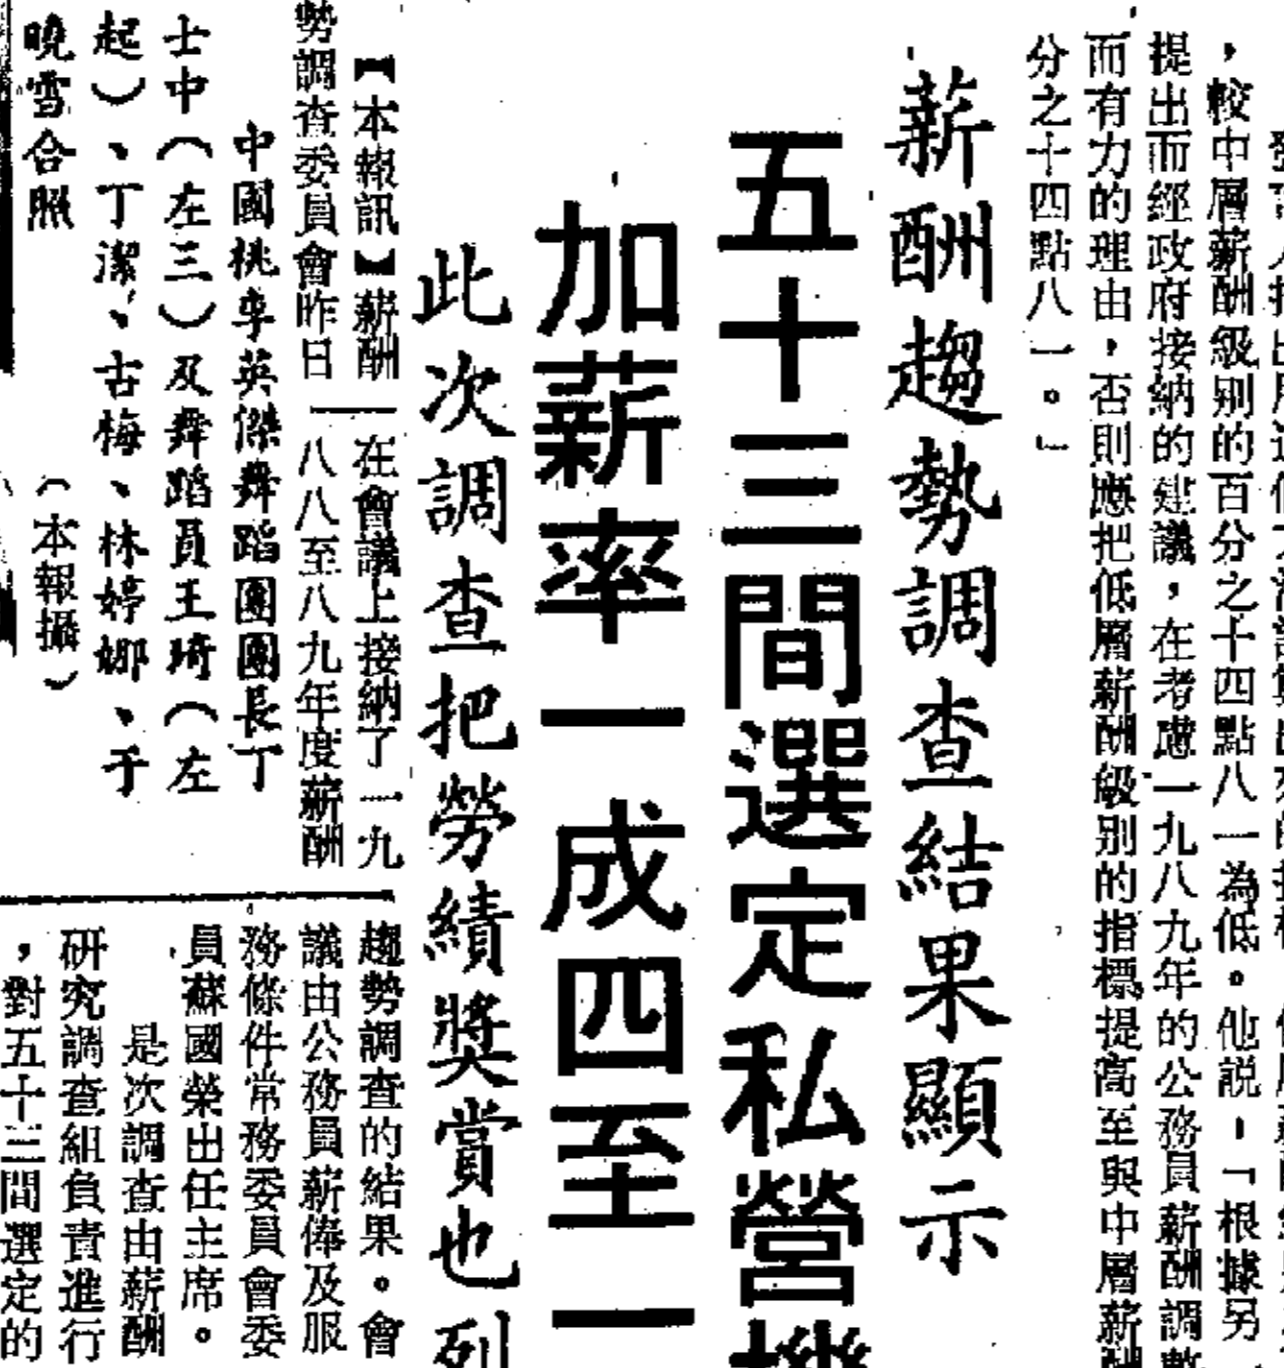 ，較中層薪酬級別的百分之十四點八一為低。他説：「根據另
提出而經政府接納的建議，在考慮一九八九年的公務員薪酬調
而有力的理由，否則應把低層薪酬級別的指標提高至與中層薪
分之十四點八一。」
薪酬趨勢調查結果顯示
五十三間選定私營機
加薪率一成四至一
此次調查把勞績獎賞也列
【本報訊】薪酬
勢調查委員會昨日
在會議上接納了一九
八八至八九年度薪酬
趨勢調查的結果。會
議由公務員薪俸及服
務條件常務委員會委
員蘇國榮出任主席。
是次調查由薪酬
研究調查組負責進行
，對五十三間選定的
中國桃李英傑舞蹈團團長丁
士中（左三）及舞蹈員王琦（左
起）、丁潔、古梅、林婷娜、于
曉雪合照
（本報攝）